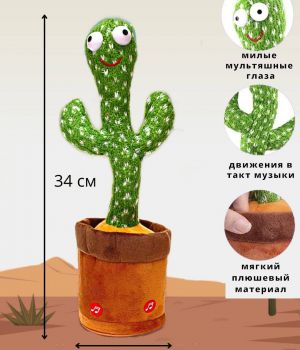 милые
мультяшные
глаза
34 см
движения в
такт музыки
мягкий
плюшевый
материал